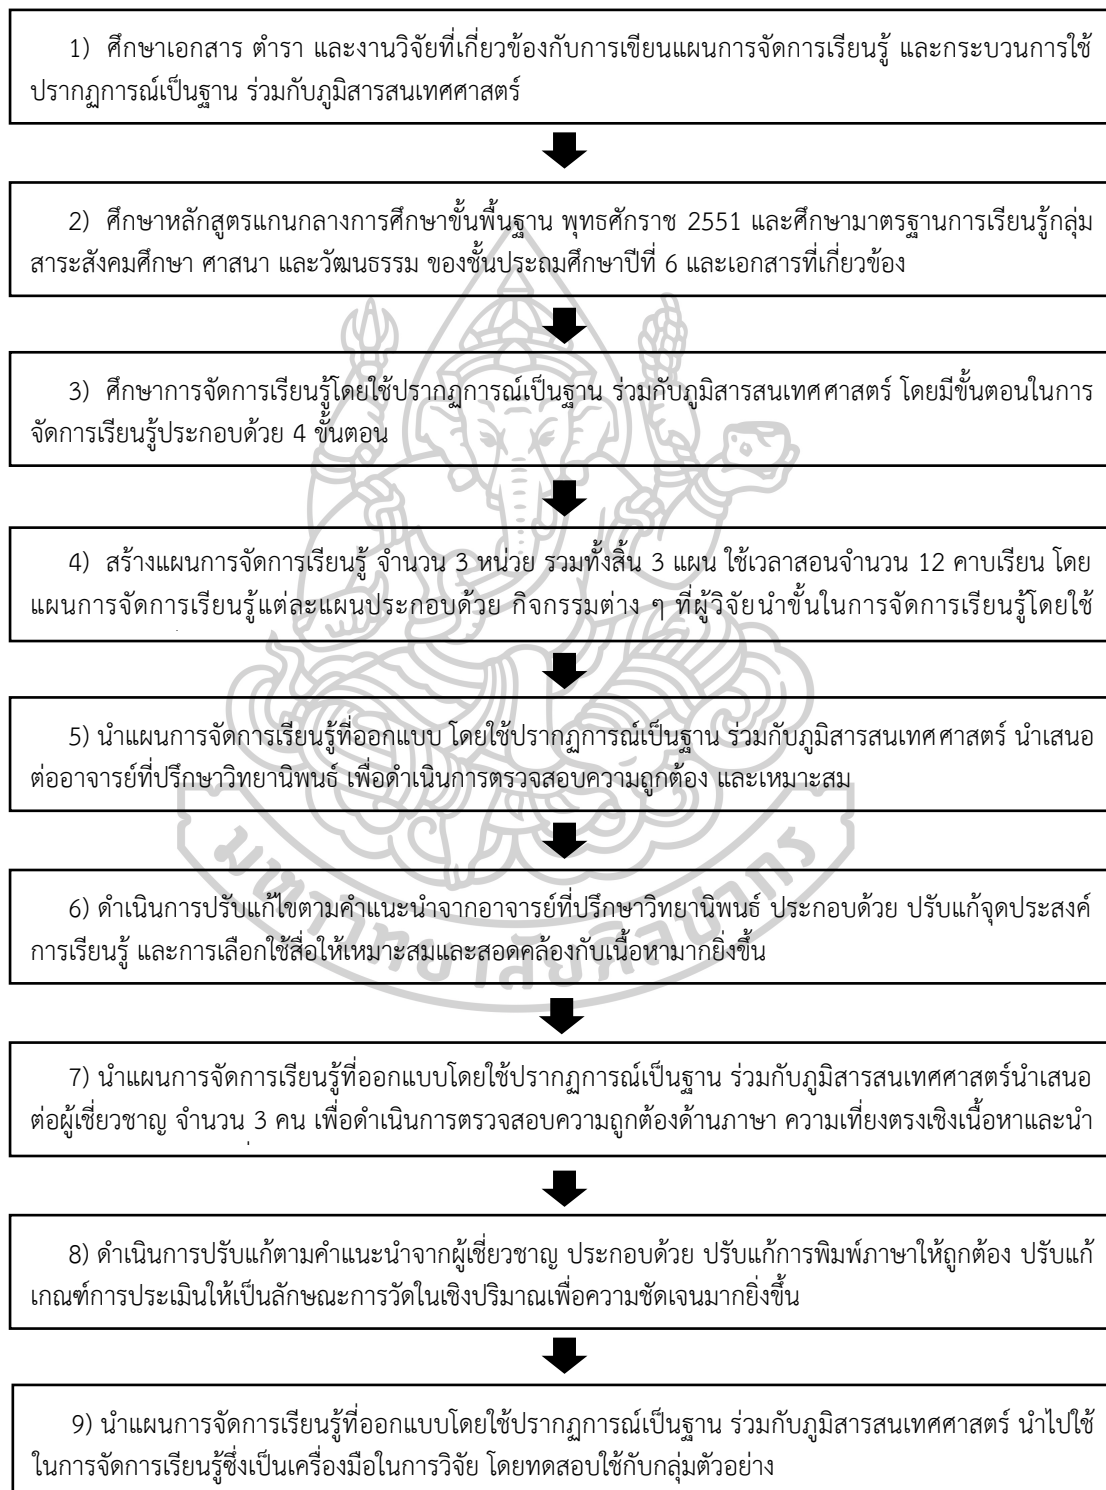 1) ศึกษาเอกสาร ตำรา และงานวิจัยที่เกี่ยวข้องกับการเขียนแผนการจัดการเรียนรู้ และกระบวนการใช้
ปรากฏการณ์เป็นฐาน ร่วมกับภูมิสารสนเทศศาสตร์
2) ศึกษาหลักสูตรแกนกลางการศึกษาขั้นพื้นฐาน พุทธศักราช 2551 และศึกษามาตรฐานการเรียนรู้กลุ่ม
สาระสังคมศึกษา ศาสนา และวัฒนธรรม ของชั้นประถมศึกษาปีที่ 6 และเอกสารที่เกี่ยวข้อง
3) ศึกษาการจัดการเรียนรู้โดยใช้ปรากฏการณ์เป็นฐาน ร่วมกับภูมิสารสนเทศศาสตร์ โดยมีขั้นตอนในการ
จัดการเรียนรู้ประกอบด้วย 4 ขั้นตอน
4) สร้างแผนการจัดการเรียนรู้ จำนวน 3 หน่วย รวมทั้งสิ้น 3 แผน ใช้เวลาสอนจำนวน 12 คาบเรียน โดย
แผนการจัดการเรียนรู้แต่ละแผนประกอบด้วย กิจกรรมต่าง ๆ ที่ผู้วิจัยนำขั้นในการจัดการเรียนรู้โดยใช้
5) นำแผนการจัดการเรียนรู้ที่ออกแบบ โดยใช้ปรากฏการณ์เป็นฐาน ร่วมกับภูมิสารสนเทศศาสตร์ นำเสนอ
ต่ออาจารย์ที่ปรึกษาวิทยานิพนธ์ เพื่อดำเนินการตรวจสอบความถูกต้อง และเหมาะสม
มหาวิทยาลัยศิลปากร
6) ดำเนินการปรับแก้ไขตามคำแนะนำจากอาจารย์ที่ปรึกษาวิทยานิพนธ์ ประกอบด้วย ปรับแก้จุดประสงค์
การเรียนรู้ และการเลือกใช้สื่อให้เหมาะสมและสอดคล้องกับเนื้อหามากยิ่งขึ้น
7) นำแผนการจัดการเรียนรู้ที่ออกแบบโดยใช้ปรากฏการณ์เป็นฐาน ร่วมกับภูมิสารสนเทศศาสตร์นำเสนอ
ต่อผู้เชี่ยวชาญ จำนวน 3 คน เพื่อดำเนินการตรวจสอบความถูกต้องด้านภาษา ความเที่ยงตรงเชิงเนื้อหาและนำ
8) ดำเนินการปรับแก้ตามคำแนะนำจากผู้เชี่ยวชาญ ประกอบด้วย ปรับแก้การพิมพ์ภาษาให้ถูกต้อง ปรับแก้
เกณฑ์การประเมินให้เป็นลักษณะการวัดในเชิงปริมาณเพื่อความชัดเจนมากยิ่งขึ้น
9) นำแผนการจัดการเรียนรู้ที่ออกแบบโดยใช้ปรากฏการณ์เป็นฐาน ร่วมกับภูมิสารสนเทศศาสตร์ นำไปใช้
ในการจัดการเรียนรู้ซึ่งเป็นเครื่องมือในการวิจัย โดยทดสอบใช้กับกลุ่มตัวอย่าง